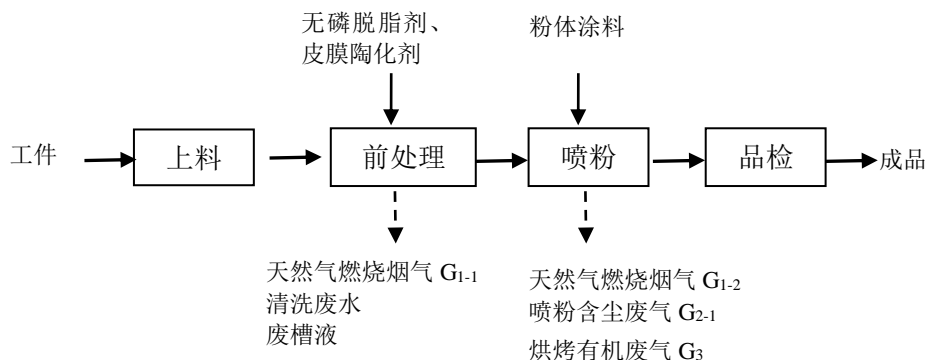 无磷脱脂剂、
皮膜陶化剂
粉体涂料
工件
上料
前处理
喷粉
品检
成品
天然气燃烧烟气 G1-1
清洗废水
废槽液
天然气燃烧烟气 G1-2
喷粉含尘废气 G2-1
烘烤有机废气 G3